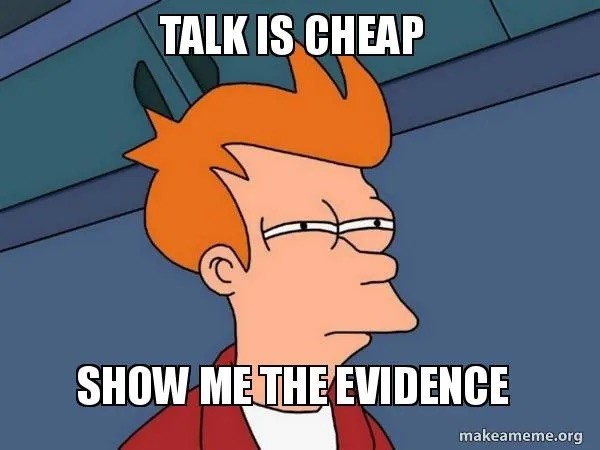 TALK IS CHEAP
SHOW ME THE EVIDENCE
makeameme.org